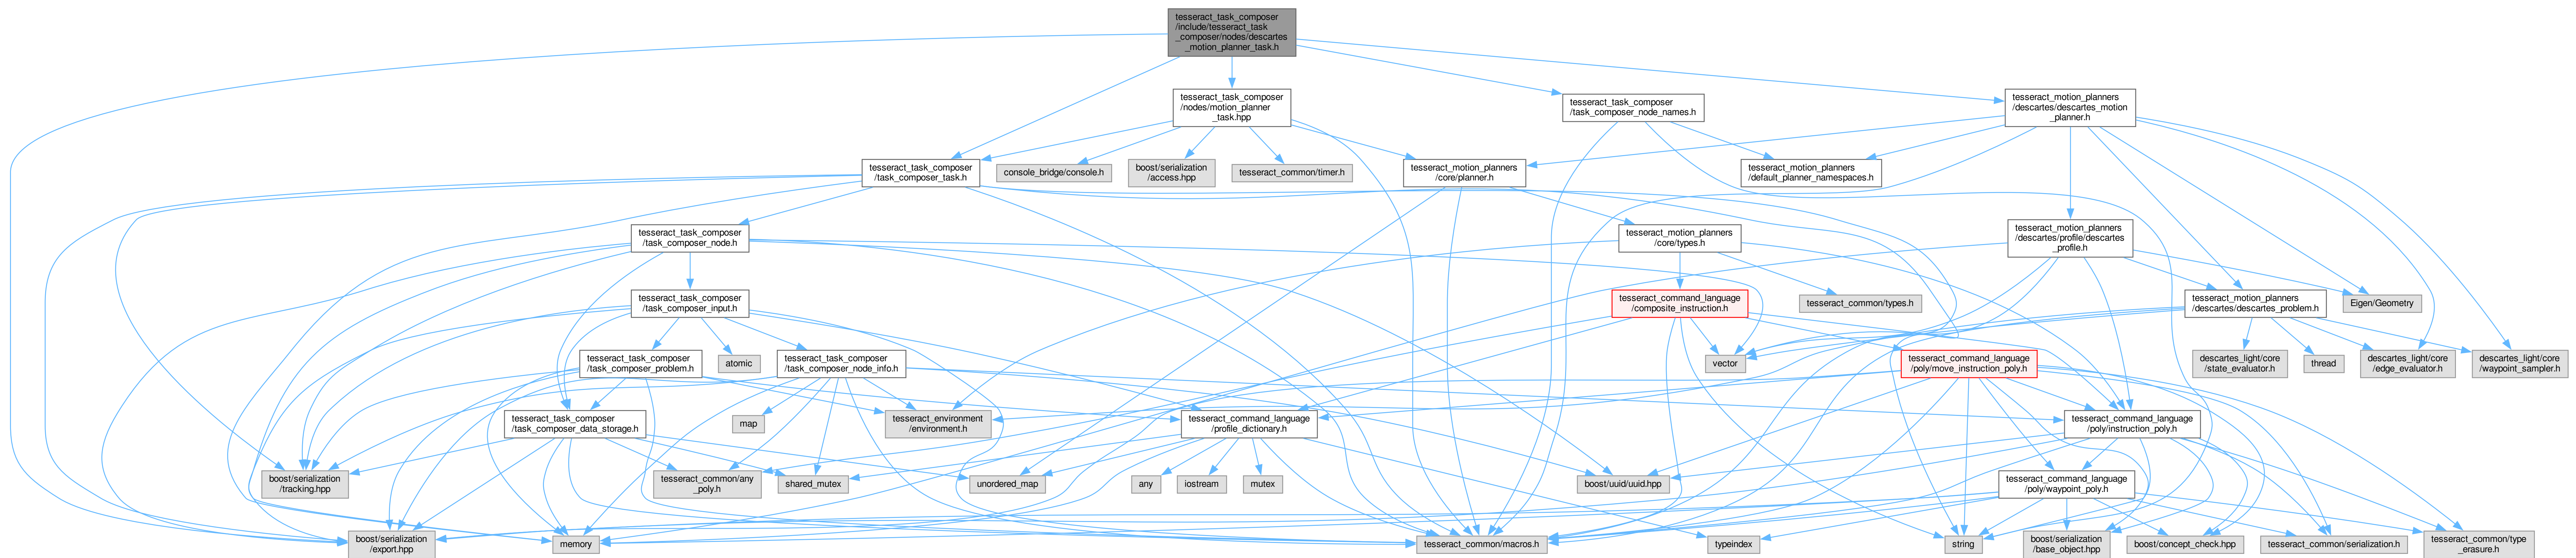 tesseract_task_composer
/include/tesseract_task
_composer/nodes/descartes
_motion_planner_task.h
tesseract_task_composer
/nodes/motion_planner
_task.hpp
tesseract_task_composer
/task_composer_node_names.h
tesseract_motion_planners
/descartes/descartes_motion
_planner.h
tesseract_task_composer
/task_composer_task.h
console_bridge/console.h
boost/serialization
/access.hpp
tesseract_common/timer.h
tesseract_motion_planners
/core/planner.h
tesseract_motion_planners
/default_planner_namespaces.h
tesseract_task_composer
/task_composer_node.h
tesseract_motion_planners
/core/types.h
tesseract_motion_planners
/descartes/profile/descartes
_profile.h
tesseract_task_composer
/task_composer_input.h
tesseract_command_language
/composite_instruction.h
tesseract_common/types.h
tesseract_motion_planners
/descartes/descartes_problem.h
Eigen/Geometry
tesseract_task_composer
/task_composer_problem.h
atomic
tesseract_task_composer
/task_composer_node_info.h
vector
tesseract_command_language
/poly/move_instruction_poly.h
descartes_light/core
/state_evaluator.h
thread
descartes_light/core
/edge_evaluator.h
descartes_light/core
/waypoint_sampler.h
tesseract_task_composer
/task_composer_data_storage.h
map
tesseract_environment
/environment.h
tesseract_command_language
/profile_dictionary.h
tesseract_command_language
/poly/instruction_poly.h
boost/serialization
/tracking.hpp
tesseract_common/any
_poly.h
shared_mutex
unordered_map
any
iostream
mutex
boost/uuid/uuid.hpp
tesseract_command_language
/poly/waypoint_poly.h
boost/serialization
/export.hpp
memory
tesseract_common/macros.h
typeindex
string
boost/serialization
/base_object.hpp
boost/concept_check.hpp
tesseract_common/serialization.h
tesseract_common/type
_erasure.h